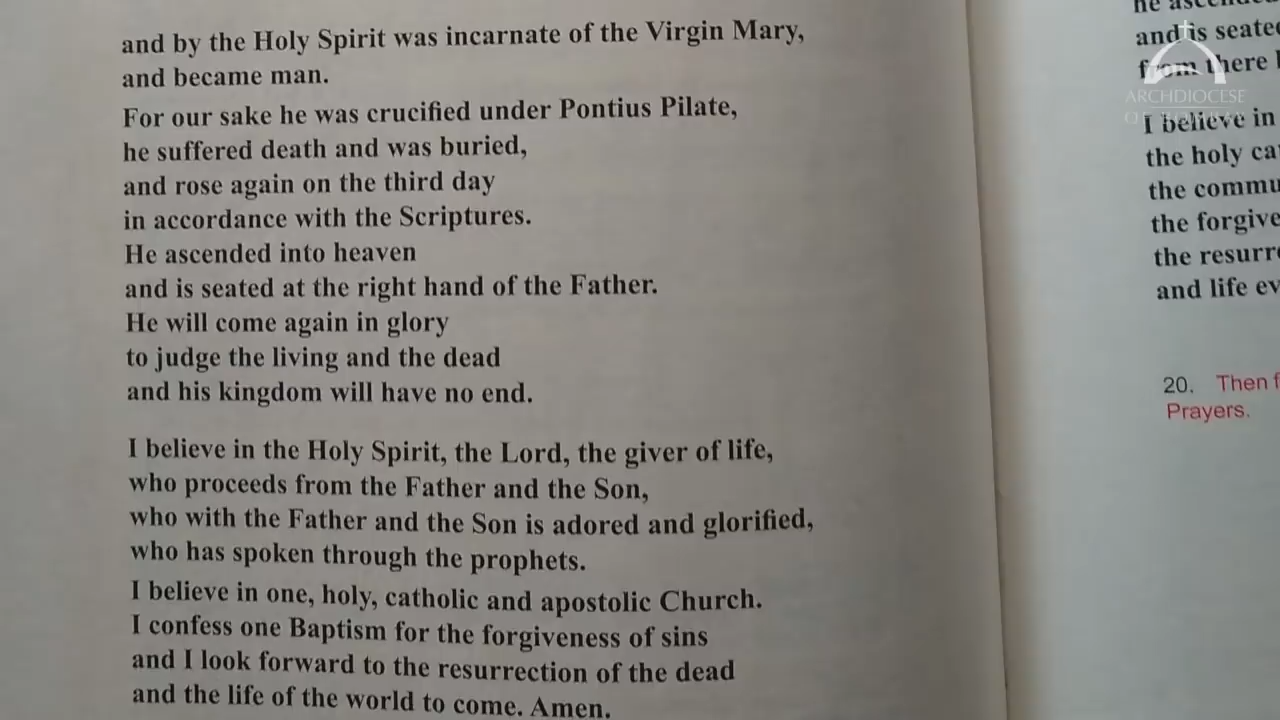 and by the Holy Spirit was incarnate of the Virgin Mary,
and became man.
For our sake he was crucified under Pontius Pilate,
he suffered death and was buried,
and rose again on the third day
in accordance with the Scriptures.
He ascended into heaven
and is seated at the right hand of the Father.
He will come again in glory
to judge the living and the dead
and his kingdom will have no end.
I believe in the Holy Spirit, the Lord, the giver of life,
who proceeds from the Father and the Son,
who with the Father and the Son is adored and glorified,
who has spoken through the prophets.
I believe in one, holy, catholic and apostolic Church.
I confess one Baptism for the forgiveness of sins
and I look forward to the resurrection of the dead
and the life of the world to come. Amen.
he
and is
from there
I believe in
the holy
the
the
the
and life
20. Then
Prayers.
ARCHDIOCESE